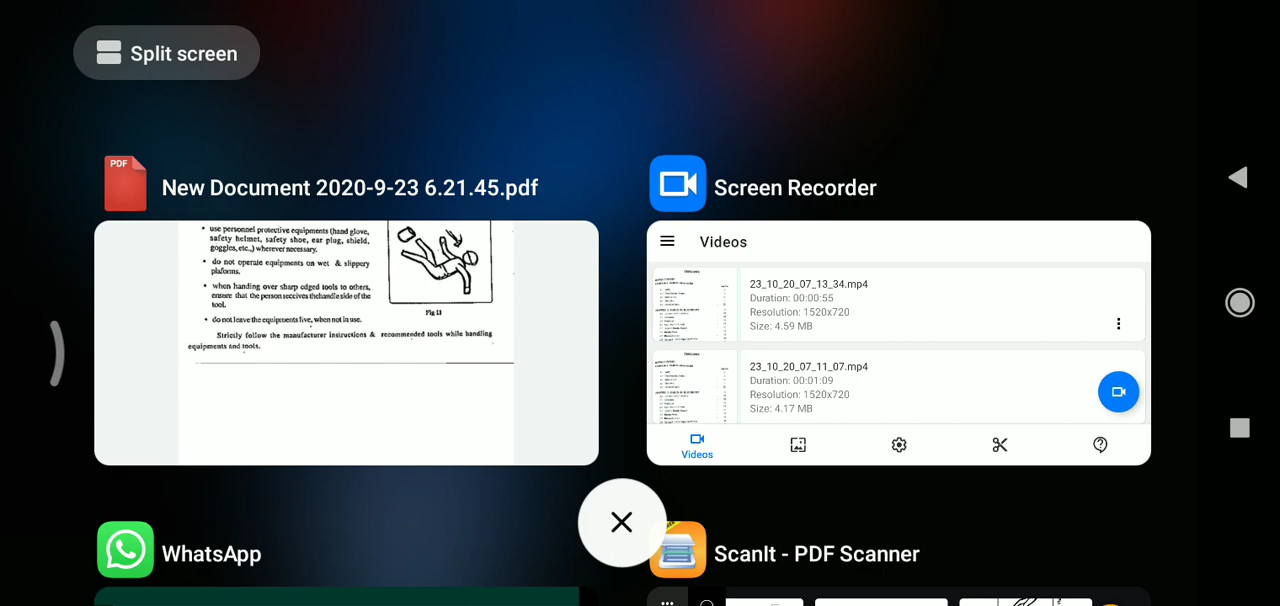 Split screen
PDF
New Document 2020-9-23 6.21.45.pdf
• use personnel protective equipments (hand glove,
safety helmet, safety shoe, ear plug, shield,
goggles, etc.,) wherever necessary.
• do not operate equipments on wet & slippery
plaforms.
• when handing over sharp edged tools to others,
ensure that the person receives the handle side of the
tool.
• do not leave the equipments live, when not in use.
Fig 13
Strictly follow the manufacturer instructions & recommended tools while handling
equipments and tools.
Screen Recorder
Videos
23_10_20_07_13_34.mp4
Duration: 00:00:55
Resolution: 1520x720
Size: 4.59 MB
23_10_20_07_11_07.mp4
Duration: 00:01:09
Resolution: 1520x720
Size: 4.17 MB
Videos
WhatsApp
ScanIt - PDF Scanner